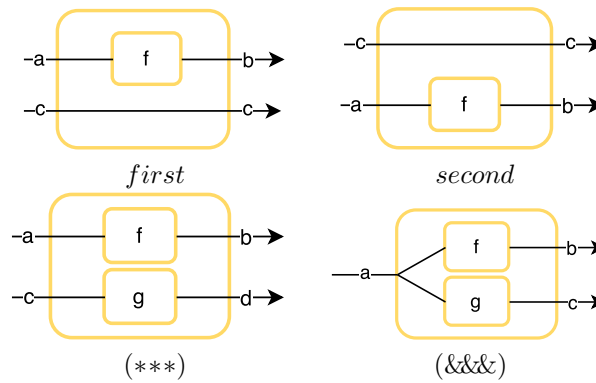 a f b
c c
first
c c
a f b
second
a f b
c g d
(***)
a f b
g c
(&&&)